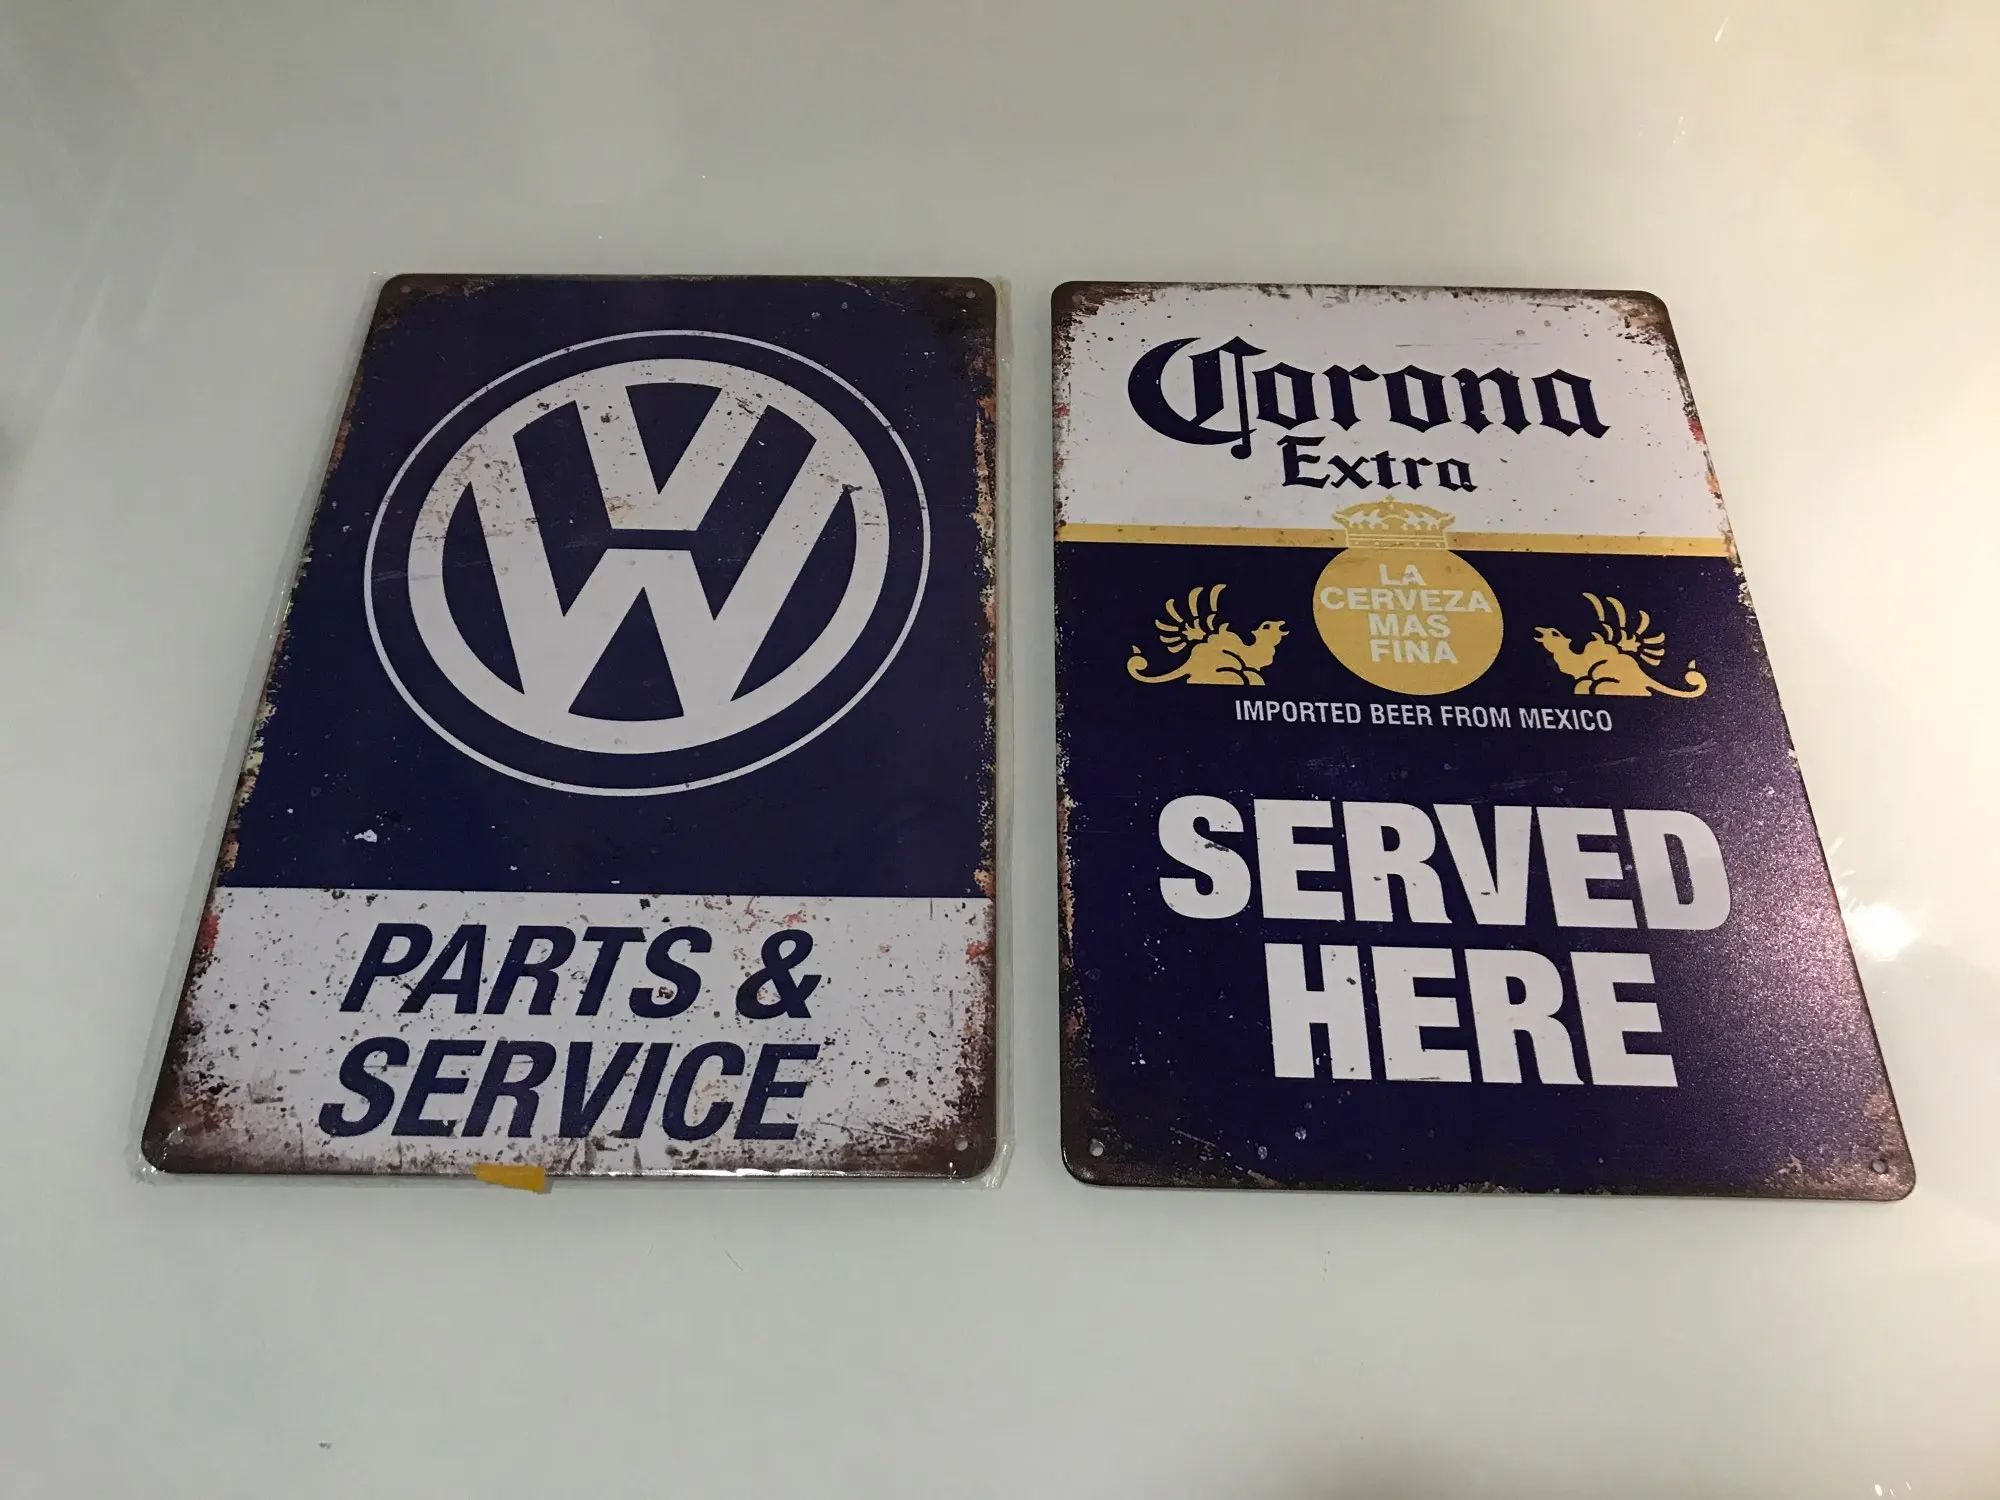 VW
PARTS &
SERVICE
Corona
Extra
LA
CERVEZA
MAS
FINA
IMPORTED BEER FROM MEXICO
SERVED
HERE